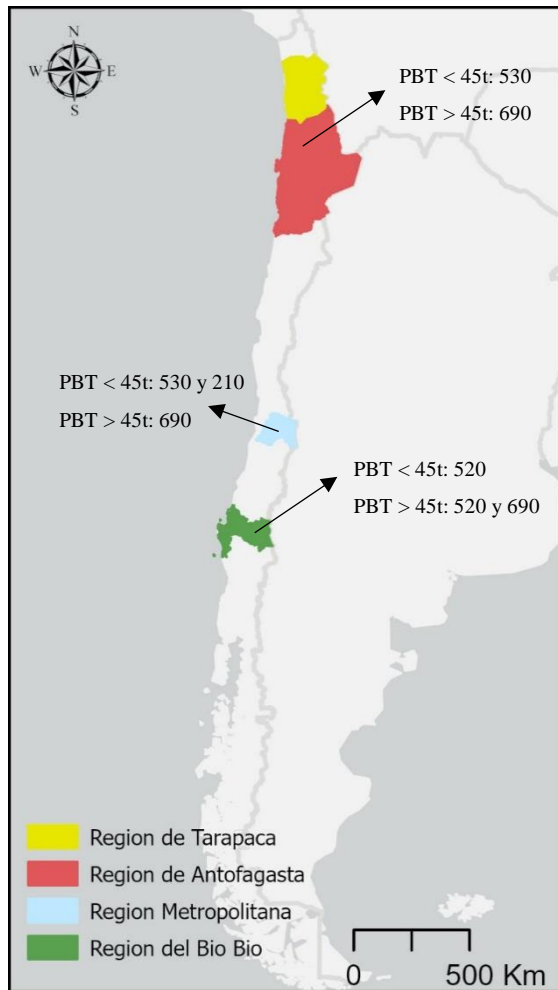 N
W E
S
PBT < 45t: 530
PBT > 45t: 690
PBT < 45t: 530 y 210
PBT > 45t: 690
PBT < 45t: 520
PBT > 45t: 520 y 690
Region de Tarapaca
Region de Antofagasta
Region Metropolitana
Region del Bio Bio
0 500 Km